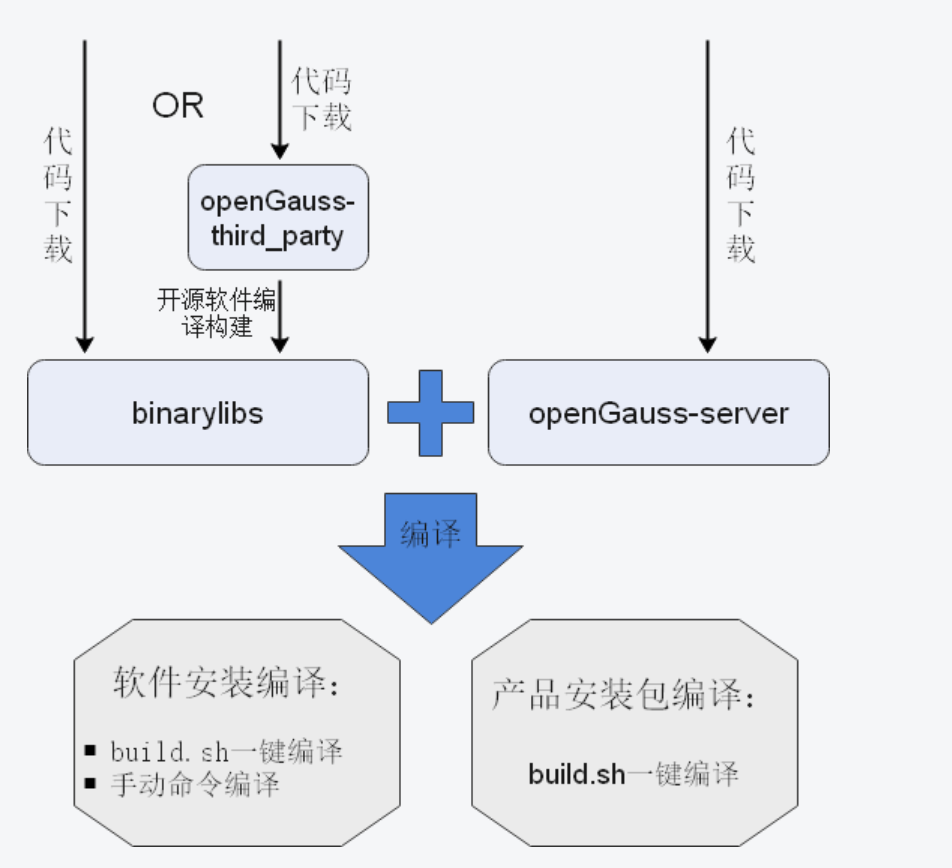 OR
代码
下载
openGauss-
third_party
代
码
下
载
代
码
下
载
开源软件编
译构建
binarylibs
openGauss-server
编译
软件安装编译：
■ build.sh一键编译
■ 手动命令编译
产品安装包编译：
build.sh一键编译